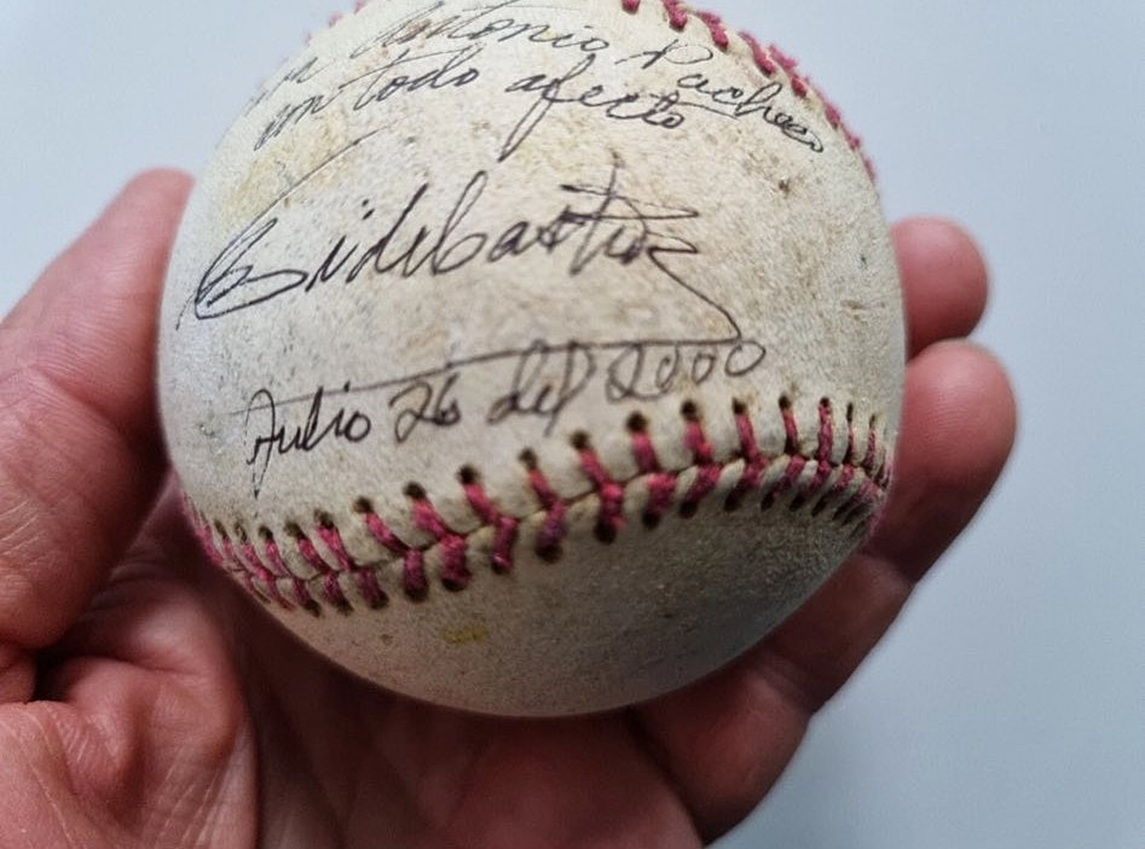 Antonio Pacheco
con todo afecto
Fidel Castro
Julio 26 del 2000